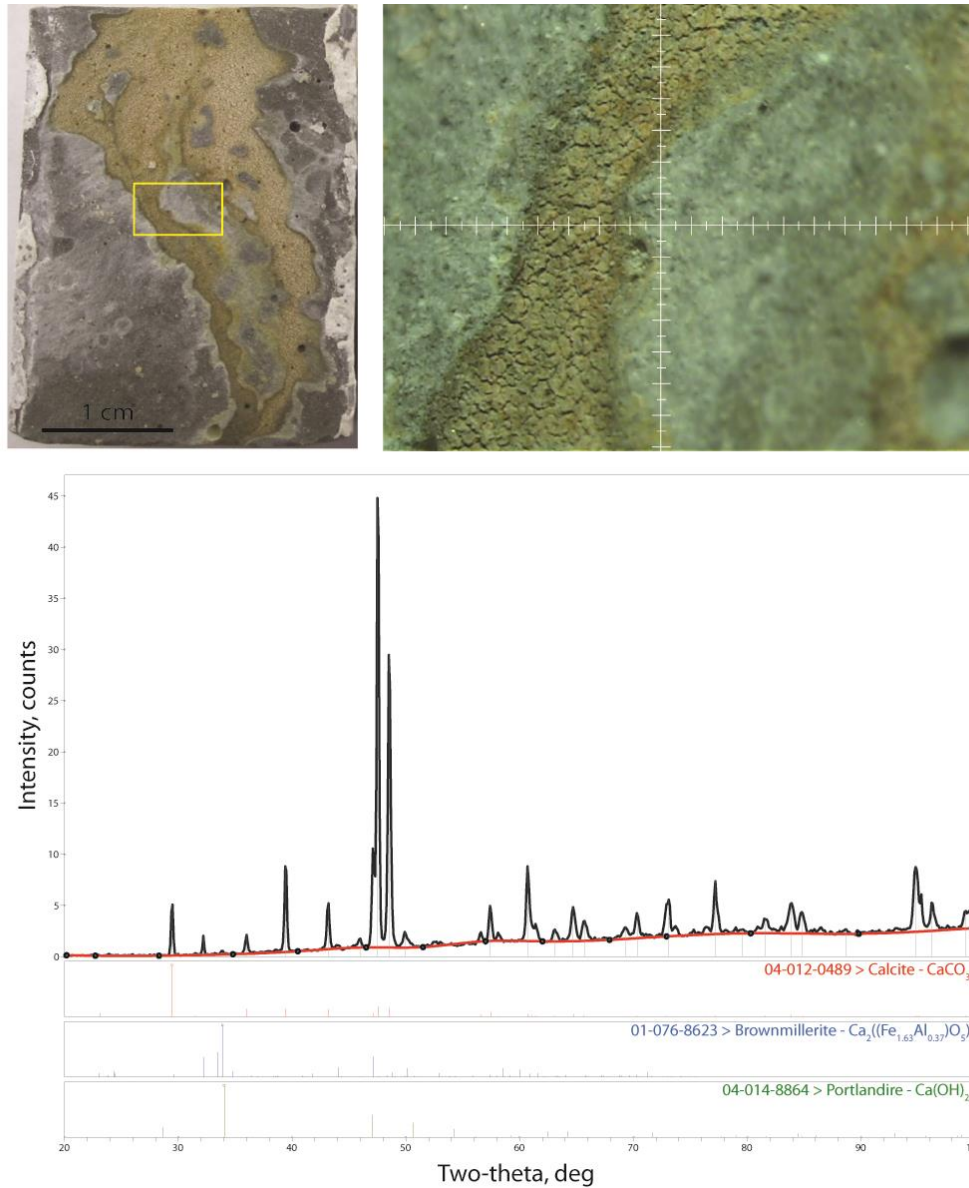 1 cm
Intensity, counts
45
40
35
30
25
20
15
10
5
0
04-012-0489 > Calcite - CaCO₃
01-076-8623 > Brownmillerite - Ca₂((Fe₁.₆₃Al₀.₃₇)O₅)
04-014-8864 > Portlandire - Ca(OH)₂
20 30 40 50 60 70 80 90
Two-theta, deg